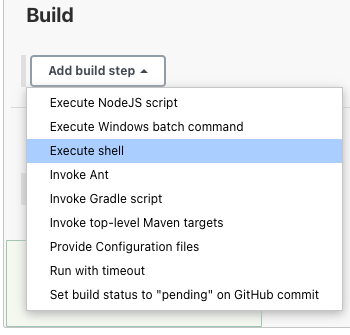 Build
Add build step
Execute NodeJS script
Execute Windows batch command
Execute shell
Invoke Ant
Invoke Gradle script
Invoke top-level Maven targets
Provide Configuration files
Run with timeout
Set build status to "pending" on GitHub commit